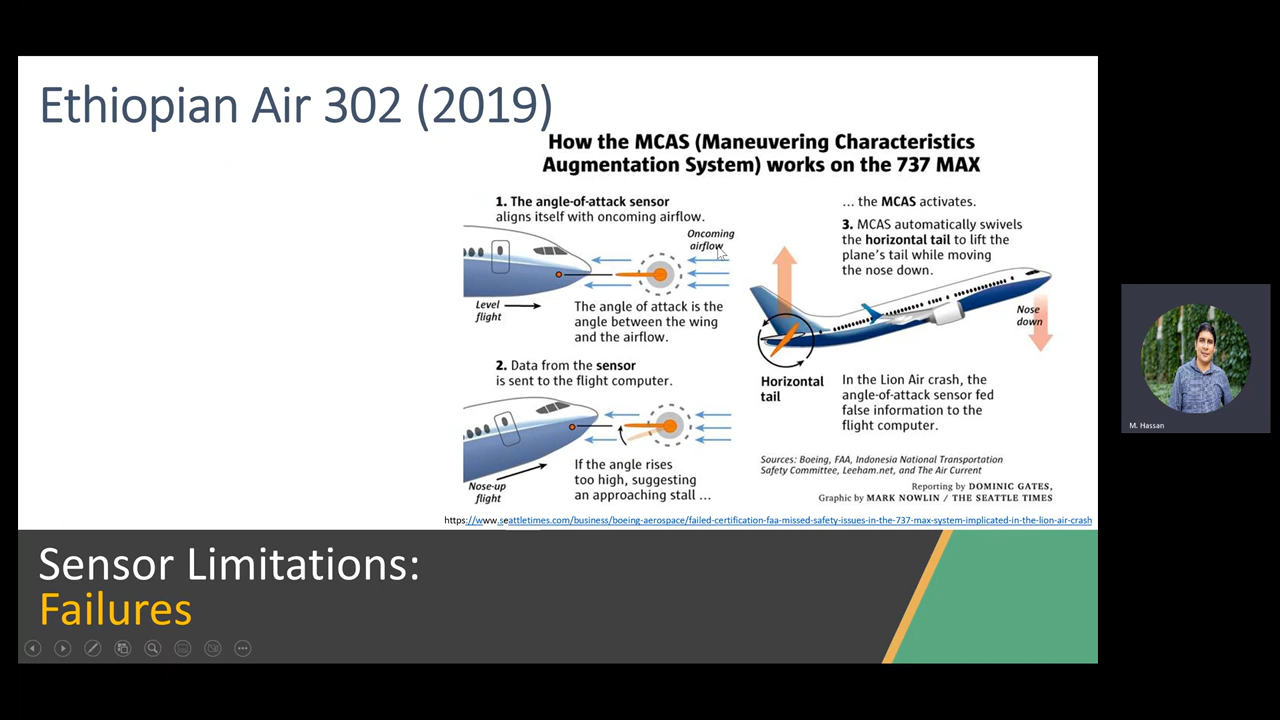 Ethiopian Air 302 (2019)
How the MCAS (Maneuvering Characteristics
Augmentation System) works on the 737 MAX
1. The angle-of-attack sensor
aligns itself with oncoming airflow.
Oncoming
airflow
Level
flight
The angle of attack is the
angle between the wing
and the airflow.
2. Data from the sensor
is sent to the flight computer.
Nose-up
flight
If the angle rises
too high, suggesting
an approaching stall ...
... the MCAS activates.
3. MCAS automatically swivels
the horizontal tail to lift the
plane's tail while moving
the nose down.
Nose
down
Horizontal
tail
In the Lion Air crash, the
angle-of-attack sensor fed
false information to the
flight computer.
Sources: Boeing, FAA, Indonesia National Transportation
Safety Committee, Leeham.net, and The Air Current
Reporting by DOMINIC GATES,
Graphic by MARK NOWLIN / THE SEATTLE TIMES
https://www.seattletimes.com/business/boeing-aerospace/failed-certification-faa-missed-safety-issues-in-the-737-max-system-implicated-in-the-lion-air-crash
Sensor Limitations:
Failures
M. Hassan